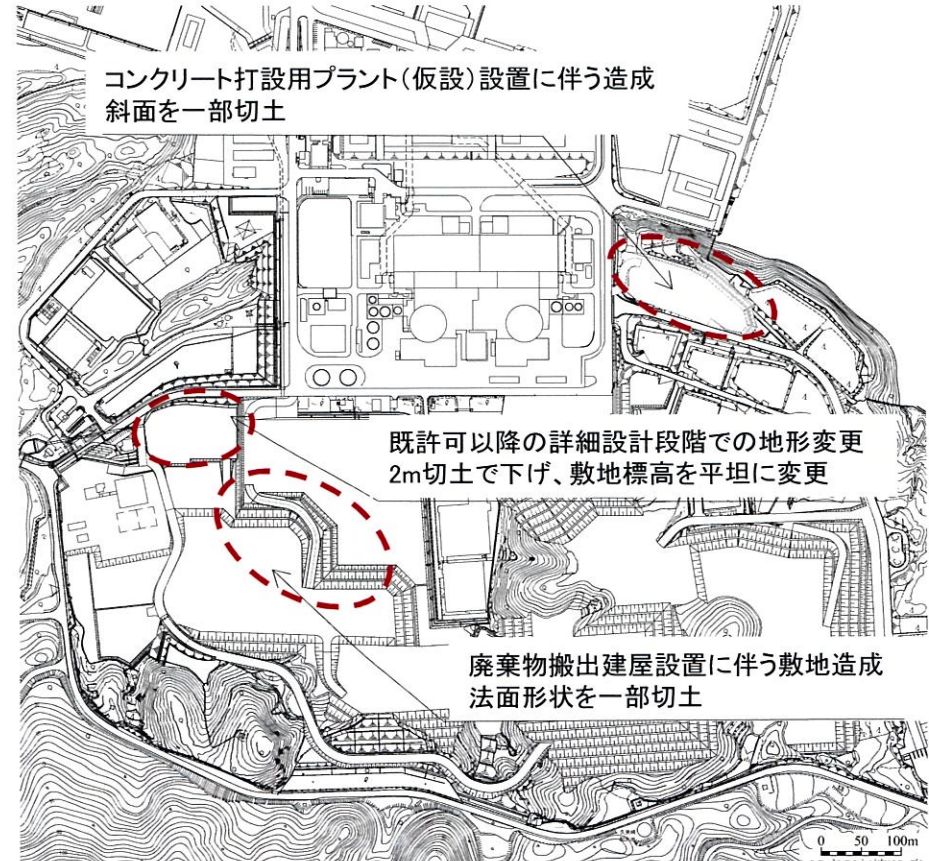 コンクリート打設用プラント(仮設)設置に伴う造成
斜面を一部切土
既許可以降の詳細設計段階での地形変更
2m切土で下げ、敷地標高を平坦に変更
廃棄物搬出建屋設置に伴う敷地造成
法面形状を一部切土
0 50 100m